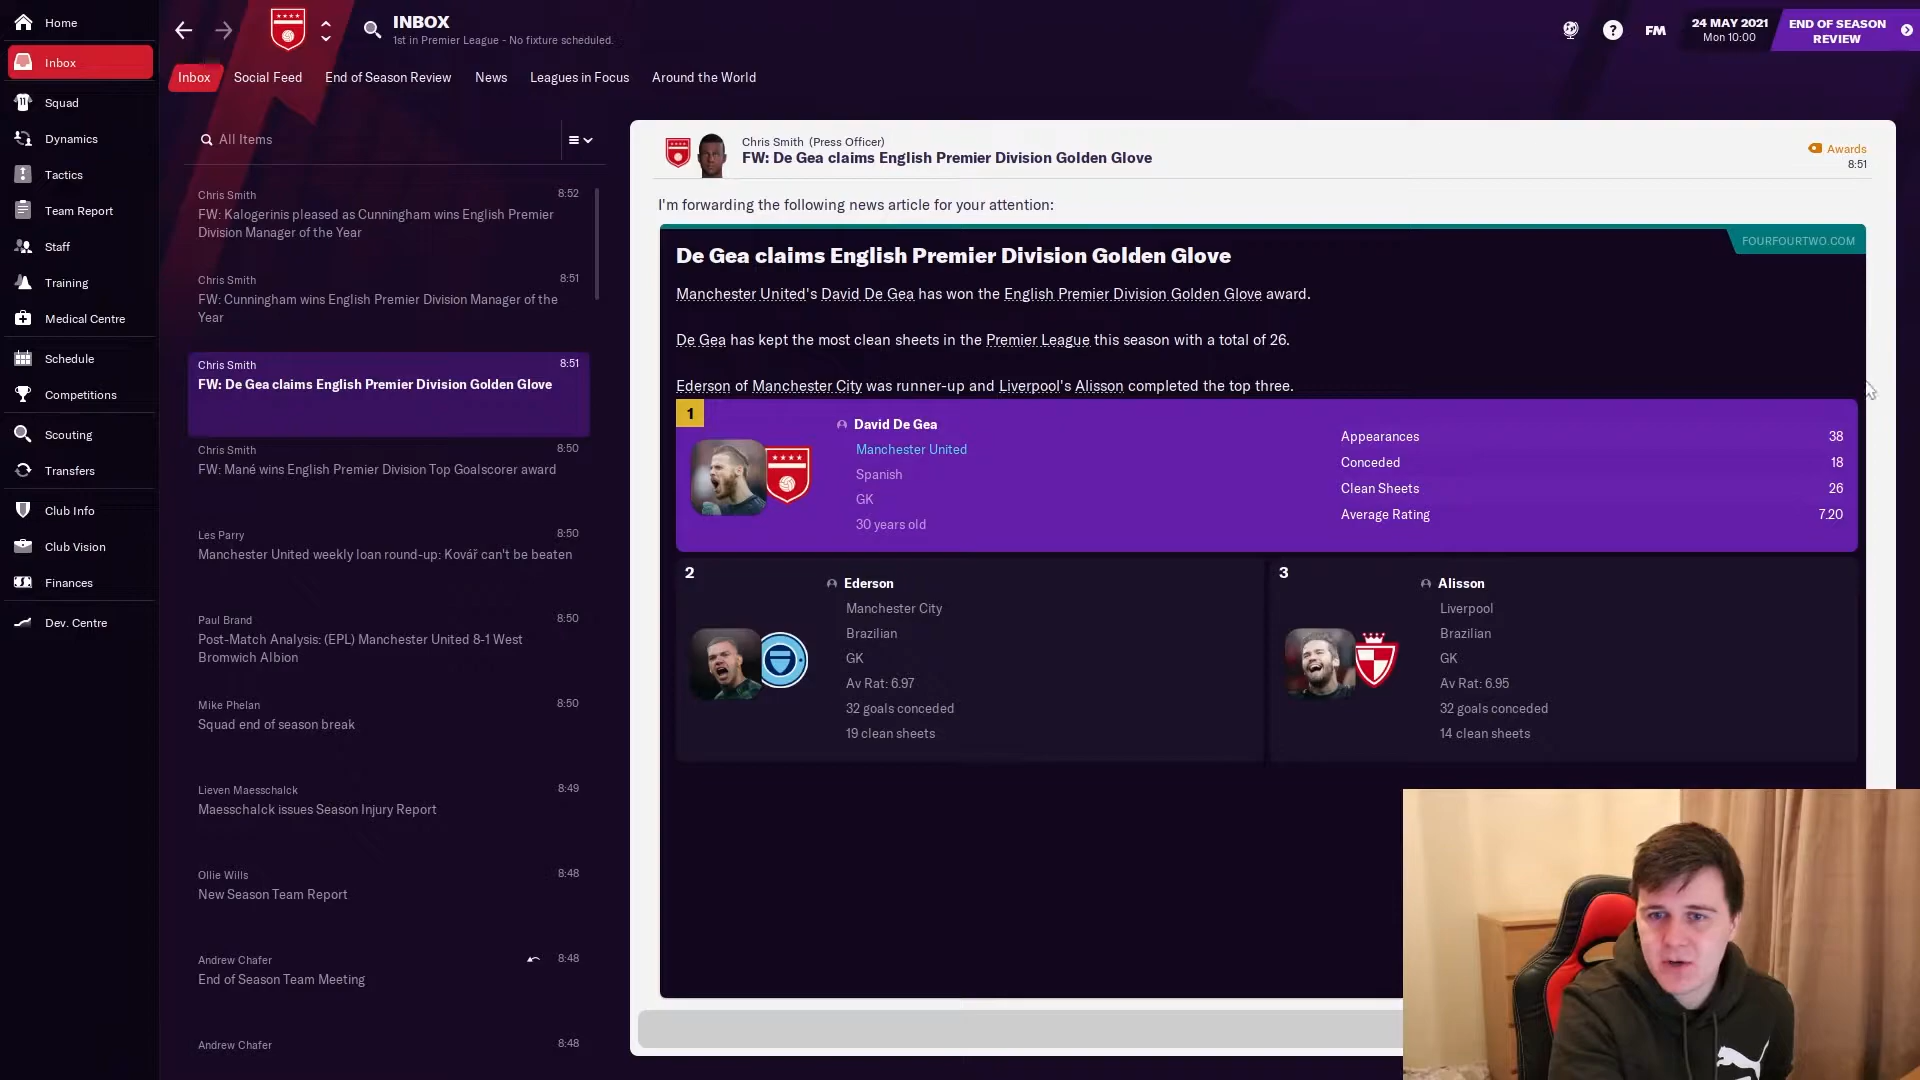 Home
Inbox
Squad
Dynamics
Tactics
Team Report
Staff
Training
Medical Centre
Schedule
Competitions
Scouting
Transfers
Club Info
Club Vision
Finances
Dev. Centre
INBOX
1st in Premier League - No fixture scheduled.
?
FM
24 MAY 2021
Mon 10:00
END OF SEASON
REVIEW
Inbox
Social Feed
End of Season Review
News
Leagues in Focus
Around the World
All Items
Chris Smith
8:52
FW: Kalogerinis pleased as Cunningham wins English Premier
Division Manager of the Year
Chris Smith
8:51
FW: Cunningham wins English Premier Division Manager of the
Year
Chris Smith
8:51
FW: De Gea claims English Premier Division Golden Glove
Chris Smith
8:50
FW: Mané wins English Premier Division Top Goalscorer award
Les Parry
8:50
Manchester United weekly loan round-up: Kovář can't be beaten
Paul Brand
8:50
Post-Match Analysis: (EPL) Manchester United 8-1 West
Bromwich Albion
Mike Phelan
8:50
Squad end of season break
Lieven Maesschalck
8:49
Maesschalck issues Season Injury Report
Ollie Wills
8:48
New Season Team Report
Andrew Chafer
8:48
End of Season Team Meeting
Andrew Chafer
8:48
Chris Smith (Press Officer)
FW: De Gea claims English Premier Division Golden Glove
Awards
8:51
I'm forwarding the following news article for your attention:
FOURFOURTWO.COM
De Gea claims English Premier Division Golden Glove
Manchester United's David De Gea has won the English Premier Division Golden Glove award.
De Gea has kept the most clean sheets in the Premier League this season with a total of 26.
Ederson of Manchester City was runner-up and Liverpool's Alisson completed the top three.
1
David De Gea
Manchester United
Spanish
GK
30 years old
Appearances 38
Conceded 18
Clean Sheets 26
Average Rating 7.20
2
Ederson
Manchester City
Brazilian
GK
Av Rat: 6.97
32 goals conceded
19 clean sheets
3
Alisson
Liverpool
Brazilian
GK
Av Rat: 6.95
32 goals conceded
14 clean sheets